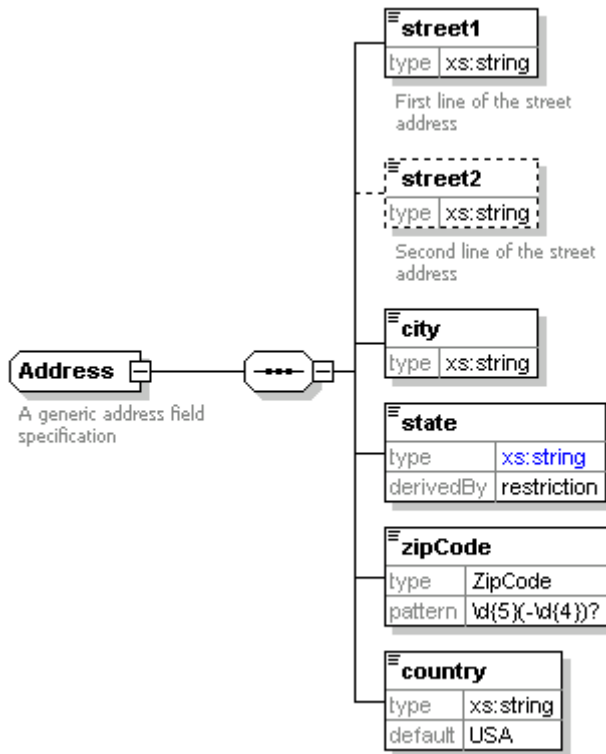 street1
type xs:string
First line of the street
address
street2
type xs:string
Second line of the street
address
city
type xs:string
Address
A generic address field
specification
state
type xs:string
derivedBy restriction
zipCode
type ZipCode
pattern \d{5}(-\d{4})?
country
type xs:string
default USA